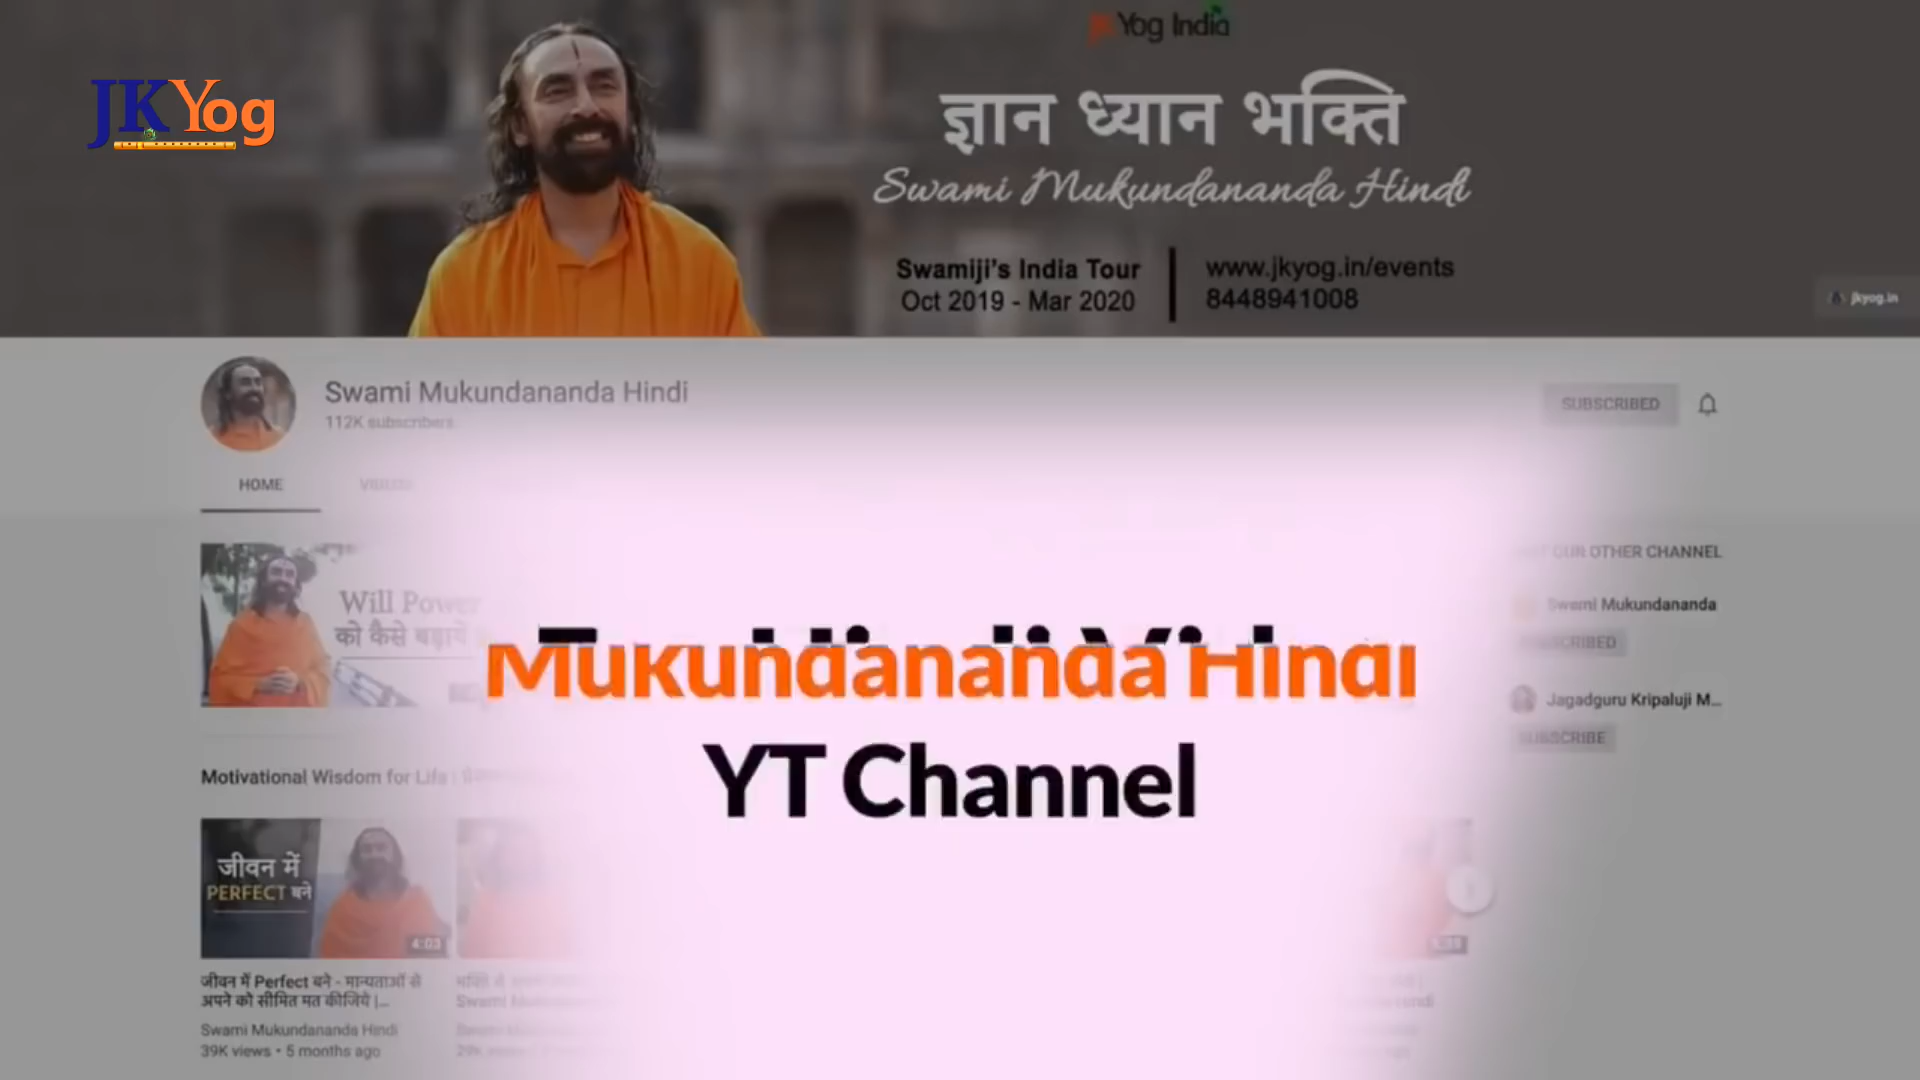 JKYog
JKYog India
ज्ञान ध्यान भक्ति
Swami Mukundananda Hindi
Swamiji's India Tour
Oct 2019 - Mar 2020
www.jkyog.in/events
8448941008
jkyog.in
Swami Mukundananda Hindi
112K subscribers
SUBSCRIBED
HOME
VIDEOS
Will Power
को कैसे बढ़ाये
OUR OTHER CHANNEL
Swami Mukundananda
SUBSCRIBED
Jagadguru Kripaluji M...
SUBSCRIBE
Mukundananda Hindi
YT Channel
Motivational Wisdom for Life |
जीवन में
PERFECT बने
4:03
जीवन में Perfect बने - मान्यताओं से
अपने को सीमित मत कीजिये |...
Swami Mukundananda Hindi
39K views • 5 months ago